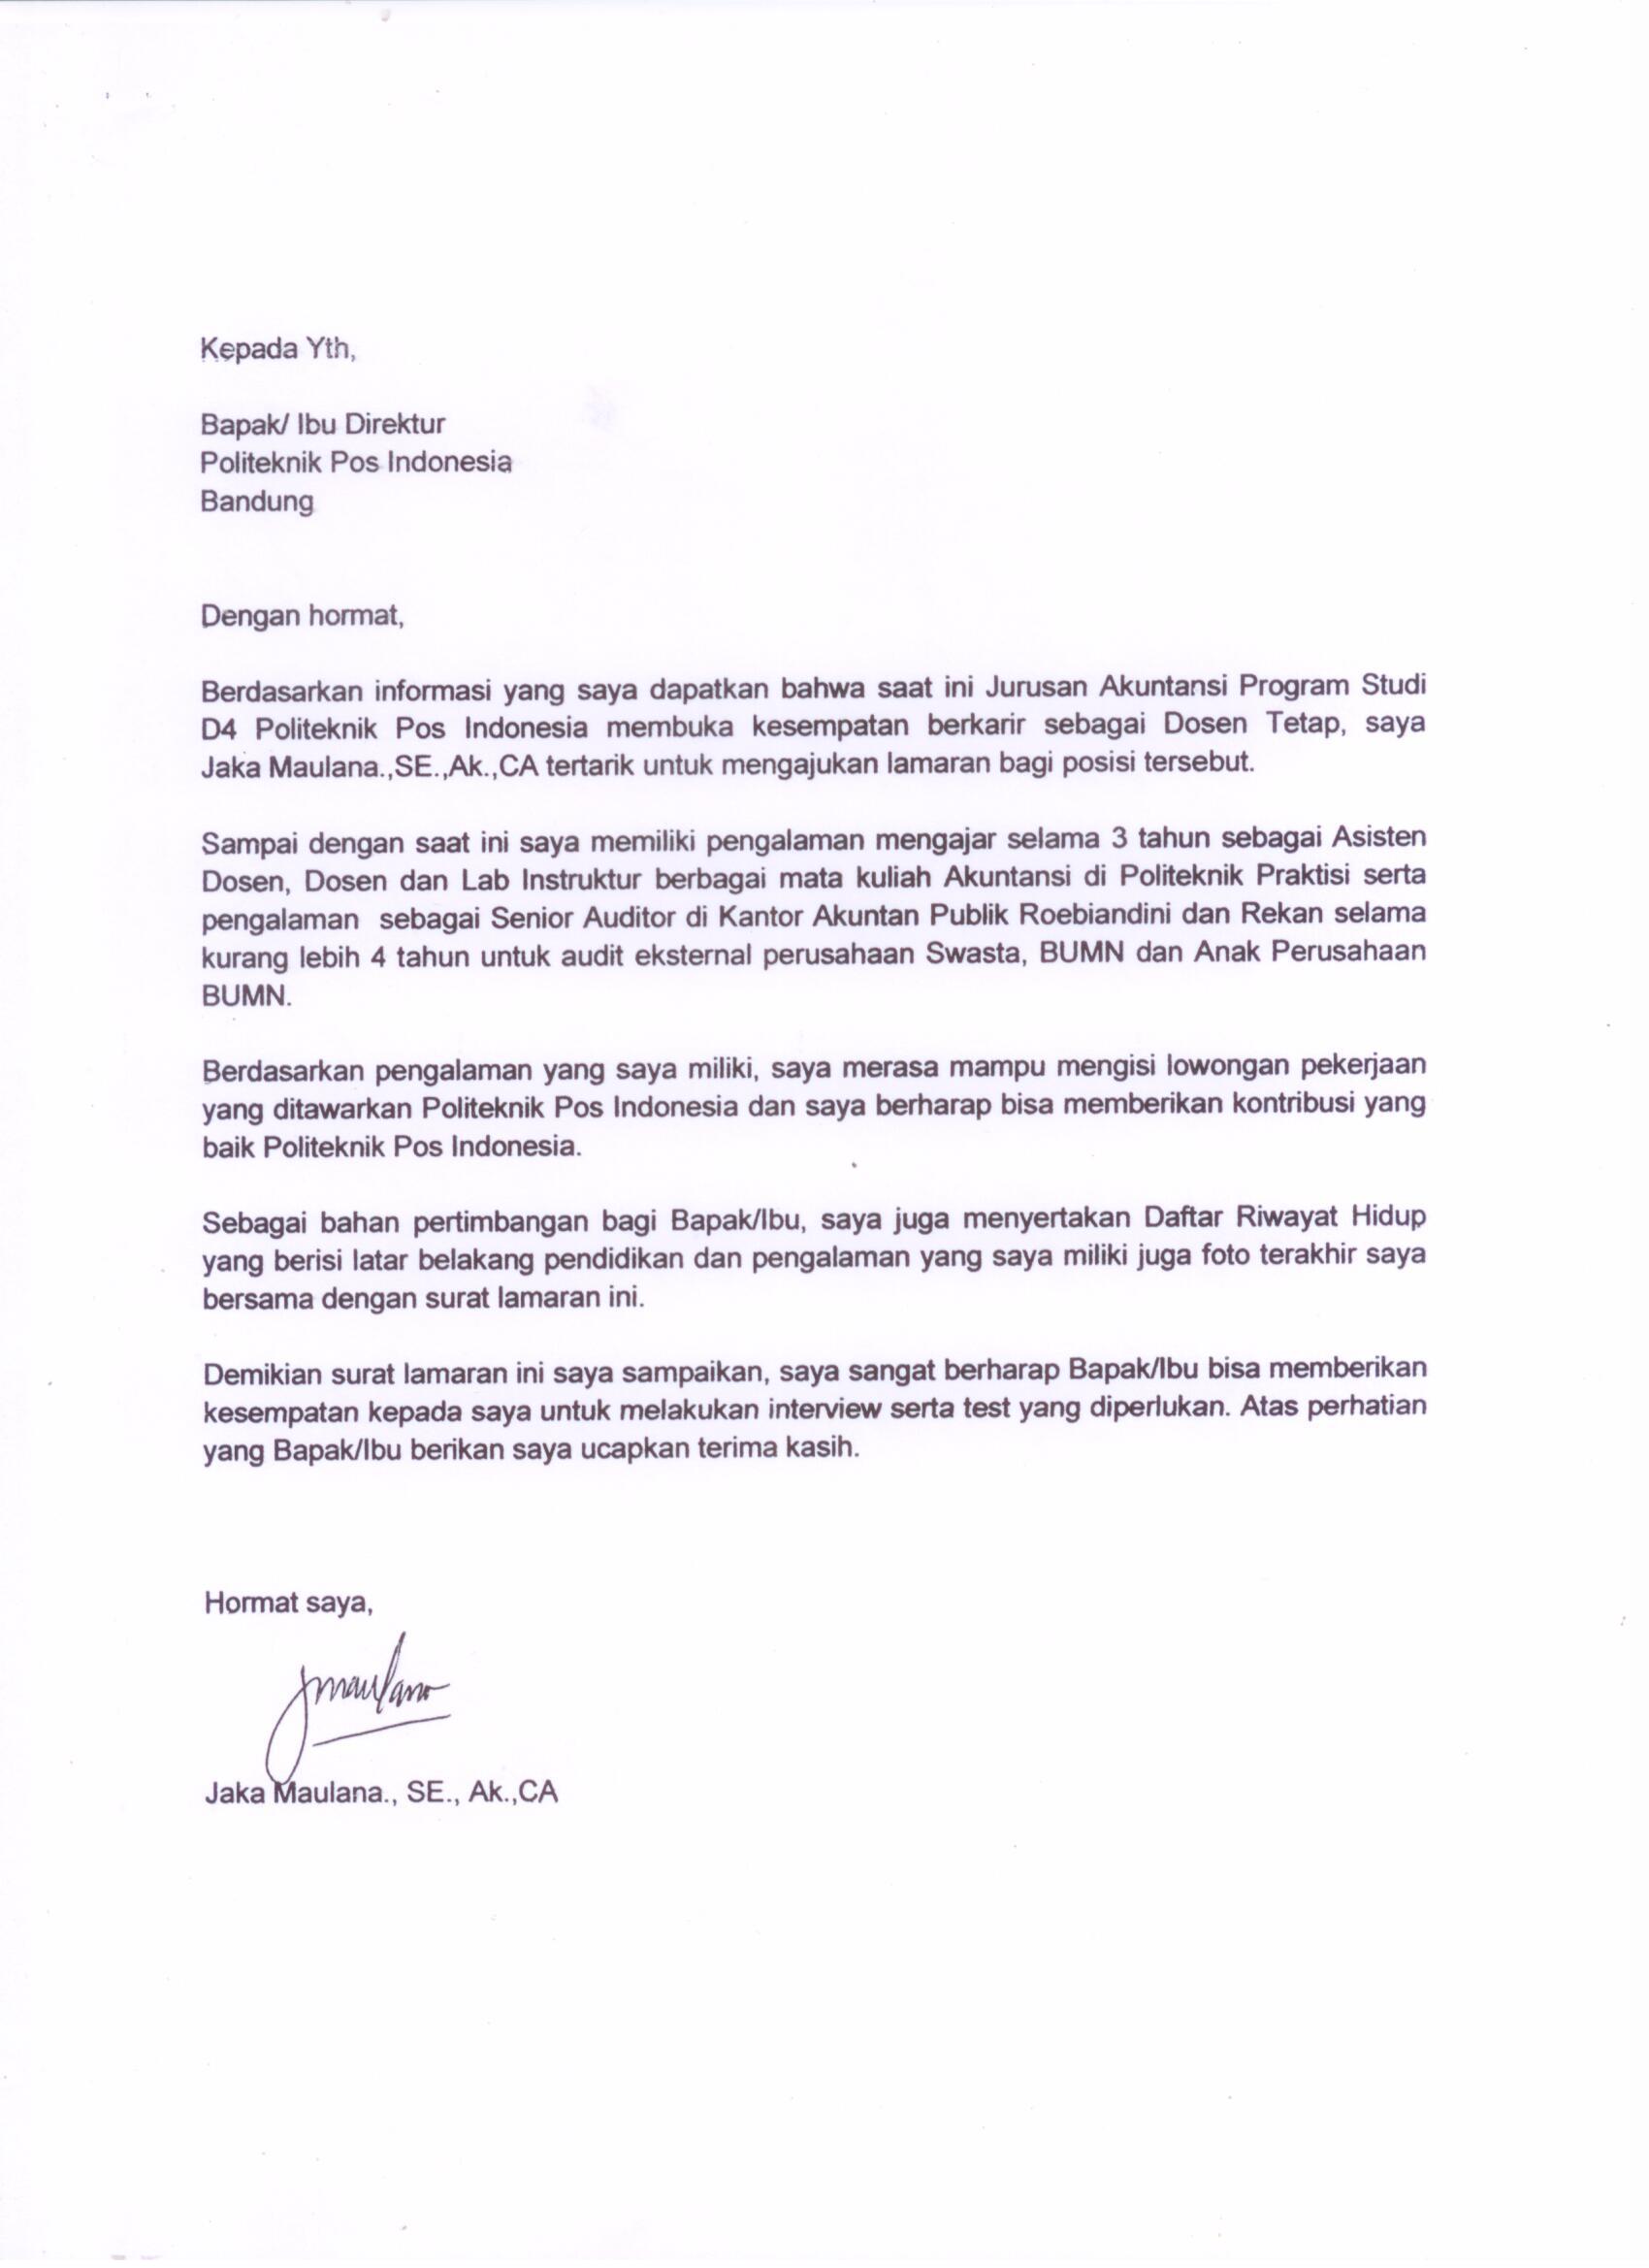 Kepada Yth,
Bapak/ Ibu Direktur
Politeknik Pos Indonesia
Bandung
Dengan hormat,
Berdasarkan informasi yang saya dapatkan bahwa saat ini Jurusan Akuntansi Program Studi
D4 Politeknik Pos Indonesia membuka kesempatan berkarir sebagai Dosen Tetap, saya
Jaka Maulana.,SE.,Ak.,CA tertarik untuk mengajukan lamaran bagi posisi tersebut.
Sampai dengan saat ini saya memiliki pengalaman mengajar selama 3 tahun sebagai Asisten
Dosen, Dosen dan Lab Instruktur berbagai mata kuliah Akuntansi di Politeknik Praktisi serta
pengalaman  sebagai Senior Auditor di Kantor Akuntan Publik Roebiandini dan Rekan selama
kurang lebih 4 tahun untuk audit eksternal perusahaan Swasta, BUMN dan Anak Perusahaan
BUMN.
Berdasarkan pengalaman yang saya miliki, saya merasa mampu mengisi lowongan pekerjaan
yang ditawarkan Politeknik Pos Indonesia dan saya berharap bisa memberikan kontribusi yang
baik Politeknik Pos Indonesia.
Sebagai bahan pertimbangan bagi Bapak/Ibu, saya juga menyertakan Daftar Riwayat Hidup
yang berisi latar belakang pendidikan dan pengalaman yang saya miliki juga foto terakhir saya
bersama dengan surat lamaran ini.
Demikian surat lamaran ini saya sampaikan, saya sangat berharap Bapak/Ibu bisa memberikan
kesempatan kepada saya untuk melakukan interview serta test yang diperlukan. Atas perhatian
yang Bapak/Ibu berikan saya ucapkan terima kasih.
Hormat saya,
jmaulana
Jaka Maulana., SE., Ak.,CA